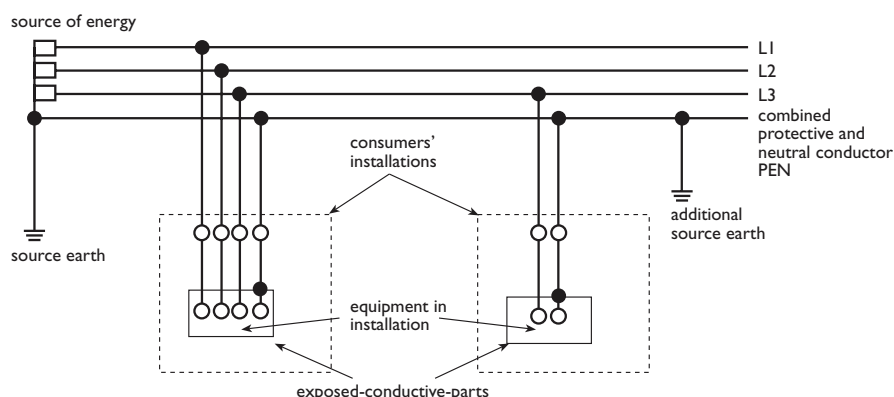 source of energy
L1
L2
L3
combined
protective and
neutral conductor
PEN
consumers’
installations
source earth
additional
source earth
equipment in
installation
exposed-conductive-parts